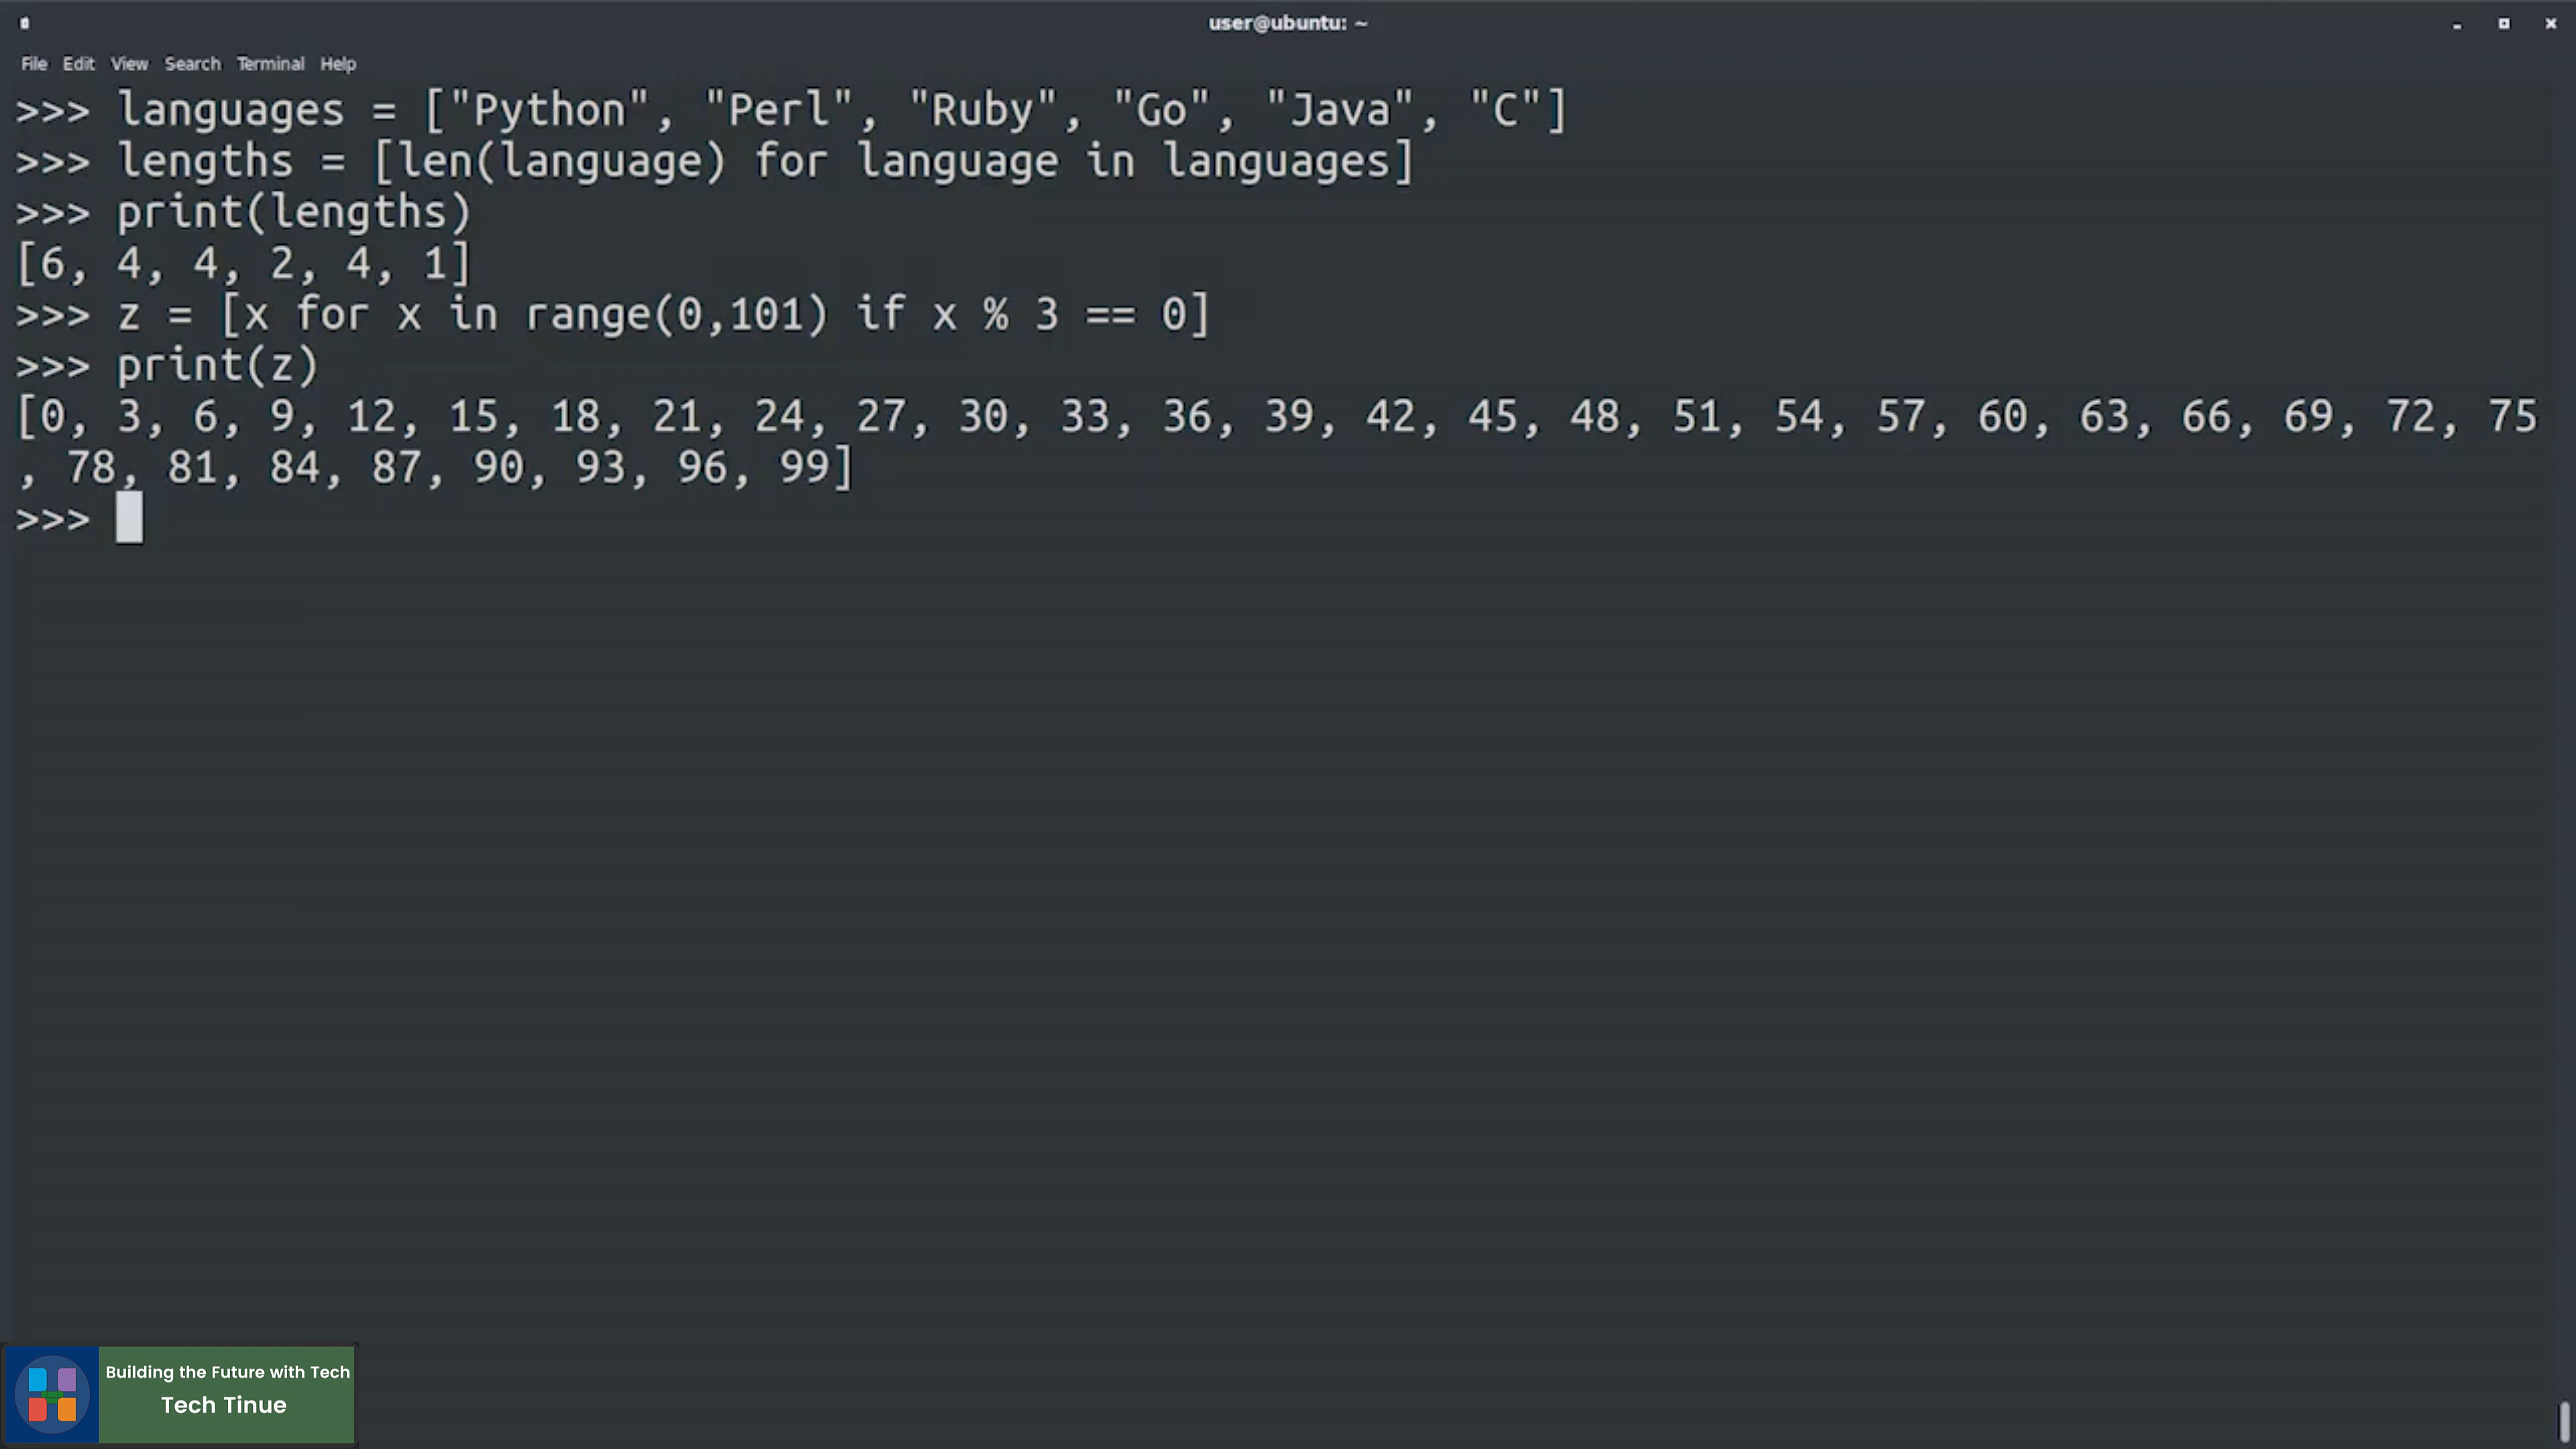 user@ubuntu: ~
File Edit View Search Terminal Help
>>> languages = ["Python", "Perl", "Ruby", "Go", "Java", "C"]
>>> lengths = [len(language) for language in languages]
>>> print(lengths)
[6, 4, 4, 2, 4, 1]
>>> z = [x for x in range(0,101) if x % 3 == 0]
>>> print(z)
[0, 3, 6, 9, 12, 15, 18, 21, 24, 27, 30, 33, 36, 39, 42, 45, 48, 51, 54, 57, 60, 63, 66, 69, 72, 75
, 78, 81, 84, 87, 90, 93, 96, 99]
>>>
Building the Future with Tech
Tech Tinue